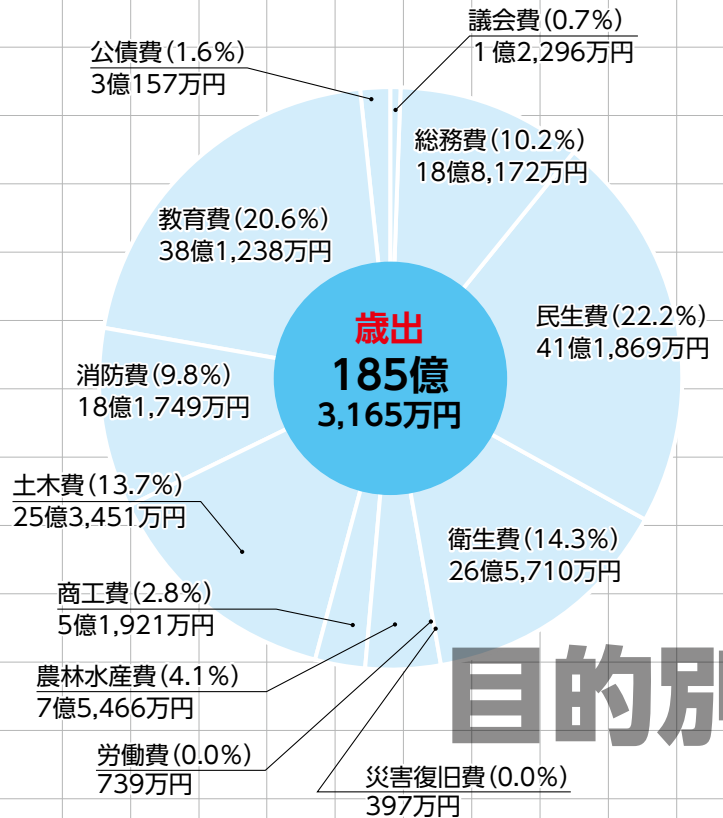 議会費(0.7%)
1億2,296万円
公債費(1.6%)
3億157万円
総務費(10.2%)
18億8,172万円
教育費(20.6%)
38億1,238万円
民生費(22.2%)
41億1,869万円
歳出
185億
3,165万円
消防費(9.8%)
18億1,749万円
土木費(13.7%)
25億3,451万円
衛生費(14.3%)
26億5,710万円
商工費(2.8%)
5億1,921万円
農林水産費(4.1%)
7億5,466万円
目的別
労働費(0.0%)
739万円
災害復旧費(0.0%)
397万円